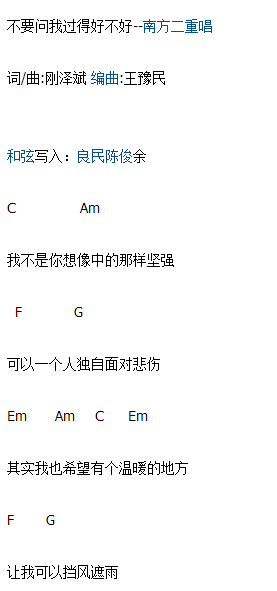 不要问我过得好不好--南方二重唱
词/曲:刚泽斌 编曲:王豫民
和弦写入：良民陈俊余
C Am
我不是你想像中的那样坚强
F G
可以一个人独自面对悲伤
Em Am C Em
其实我也希望有个温暖的地方
F G
让我可以挡风遮雨